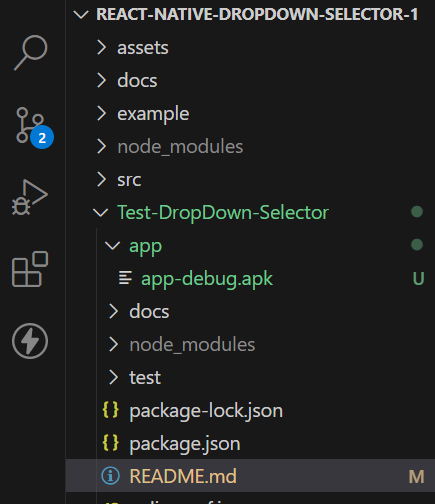 REACT-NATIVE-DROPDOWN-SELECTOR-1
assets
docs
example
2
node_modules
src
Test-DropDown-Selector
app
app-debug.apk U
docs
node_modules
test
{} package-lock.json
{} package.json
README.md M